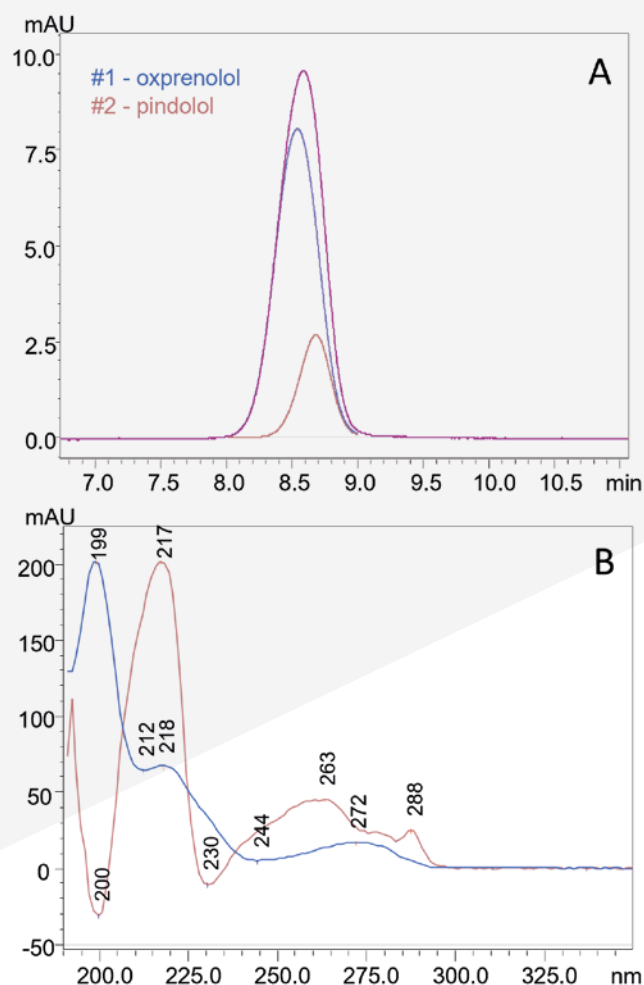 mAU
A
10.0
#1 - oxprenolol
#2 - pindolol
7.5
5.0
2.5
0.0
7.0 7.5 8.0 8.5 9.0 9.5 10.0 10.5 min
mAU
B
199 217
200
150
212 218
100
263
50
244 272 288
230
0
200
-50
200.0 225.0 250.0 275.0 300.0 325.0 nm